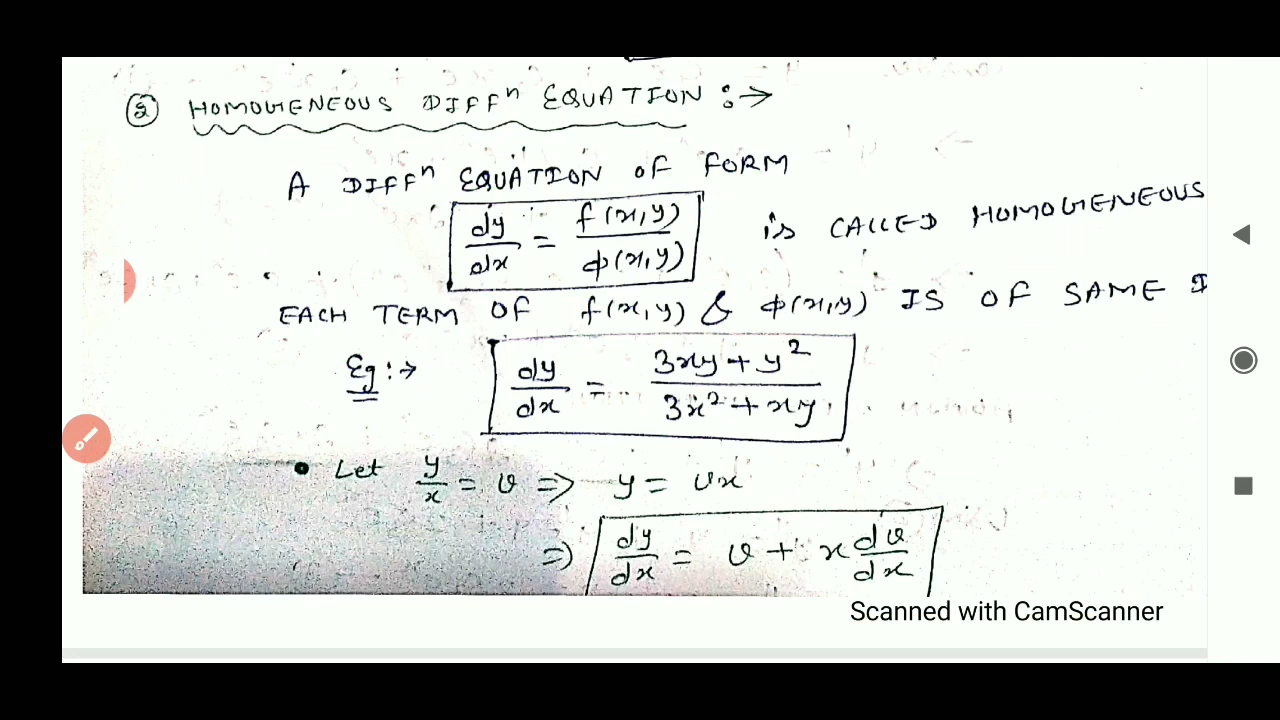 ② HOMOGENEOUS DIFFⁿ EQUATION :→
A DIFFⁿ EQUATION OF FORM
dy/dx = f(x,y)/ϕ(x,y) is CALLED HOMOGENEOUS
EACH TERM OF f(x,y) & ϕ(x,y) IS OF SAME
Eg :→ dy/dx = (3xy + y²)/(3x² + xy)
• Let y/x = v ⇒ y = vx
⇒ dy/dx = v + x dv/dx
Scanned with CamScanner